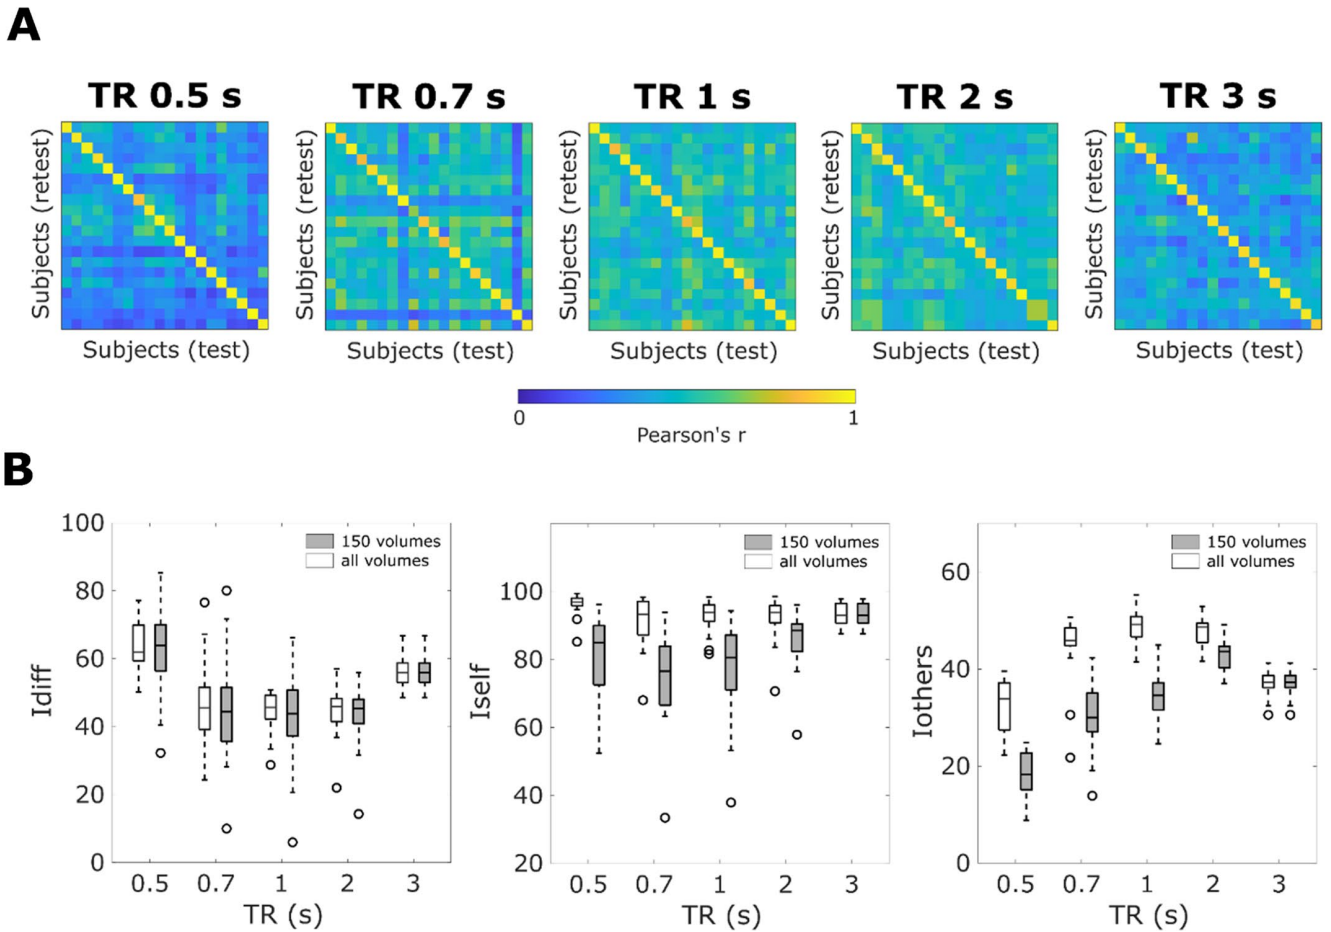 A
TR 0.5 s
TR 0.7 s
TR 1 s
TR 2 s
TR 3 s
Subjects (retest)
Subjects (retest)
Subjects (retest)
Subjects (retest)
Subjects (retest)
Subjects (test)
Subjects (test)
Subjects (test)
Subjects (test)
Subjects (test)
0
1
Pearson's r
B
Idiff
100
80
60
40
20
0
150 volumes
all volumes
0.5 0.7 1 2 3
TR (s)
Iself
100
80
60
40
20
150 volumes
all volumes
0.5 0.7 1 2 3
TR (s)
Iothers
60
40
20
0
150 volumes
all volumes
0.5 0.7 1 2 3
TR (s)